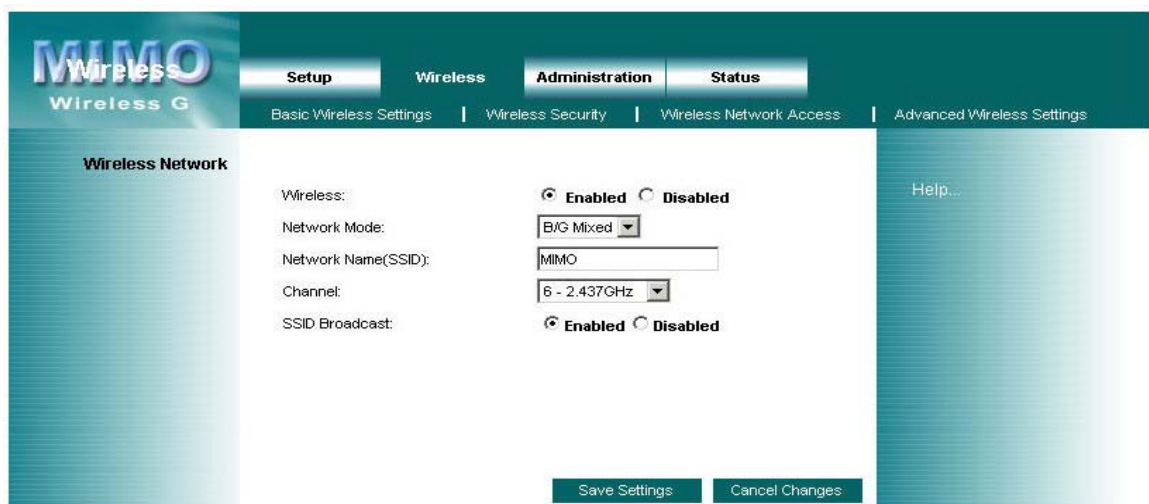 MIMO
Wireless
Wireless G
Setup Wireless Administration Status
Basic Wireless Settings | Wireless Security | Wireless Network Access | Advanced Wireless Settings
Wireless Network
Help...
Wireless: Enabled Disabled
Network Mode: B/G Mixed
Network Name(SSID): MIMO
Channel: 6 - 2.437GHz
SSID Broadcast: Enabled Disabled
Save Settings Cancel Changes